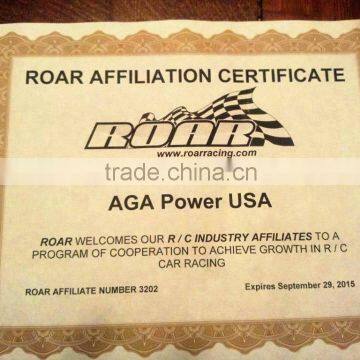 ROAR AFFILIATION CERTIFICATE
ROAR
www.roarracing.com
trade.china.cn
AGA Power USA
ROAR WELCOMES OUR R / C INDUSTRY AFFILIATES TO A
PROGRAM OF COOPERATION TO ACHIEVE GROWTH IN R / C
CAR RACING
ROAR AFFILIATE NUMBER 3202 Expires September 29, 2015